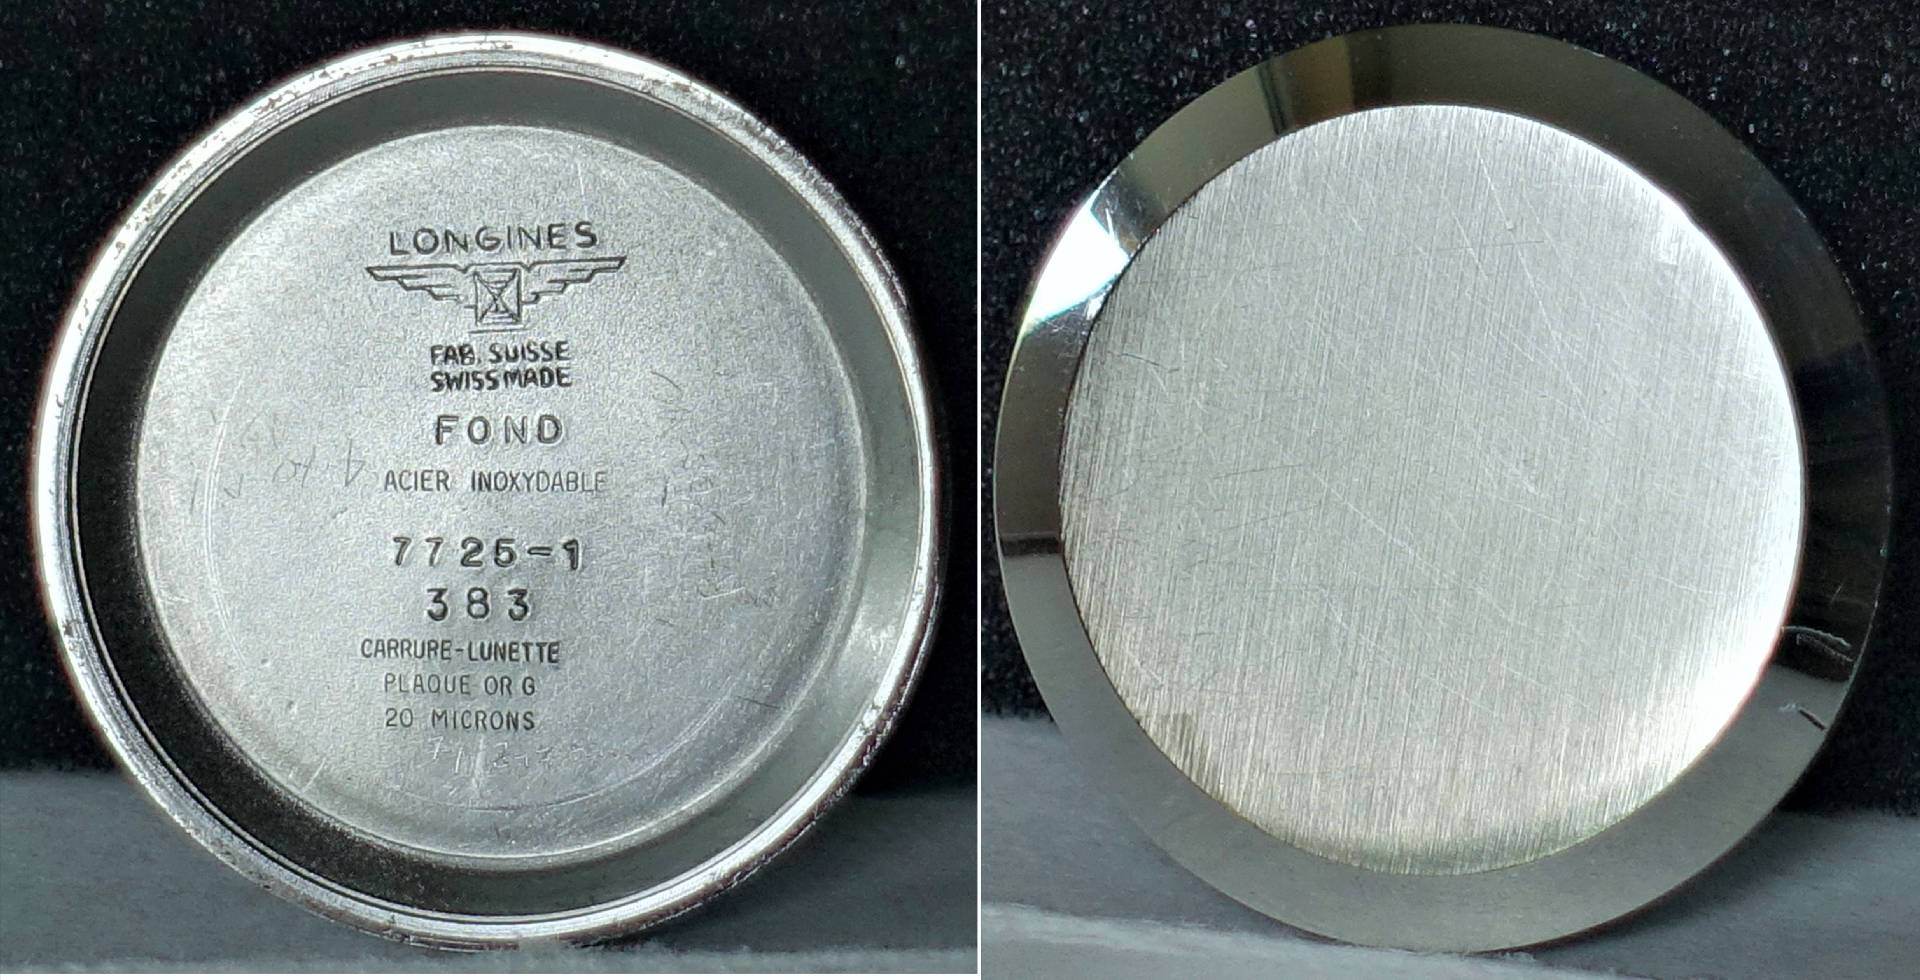 LONGINES
FAB. SUISSE
SWISS MADE
FOND
ACIER INOXYDABLE
7725-1
383
CARRURE-LUNETTE
PLAQUE OR G
20 MICRONS